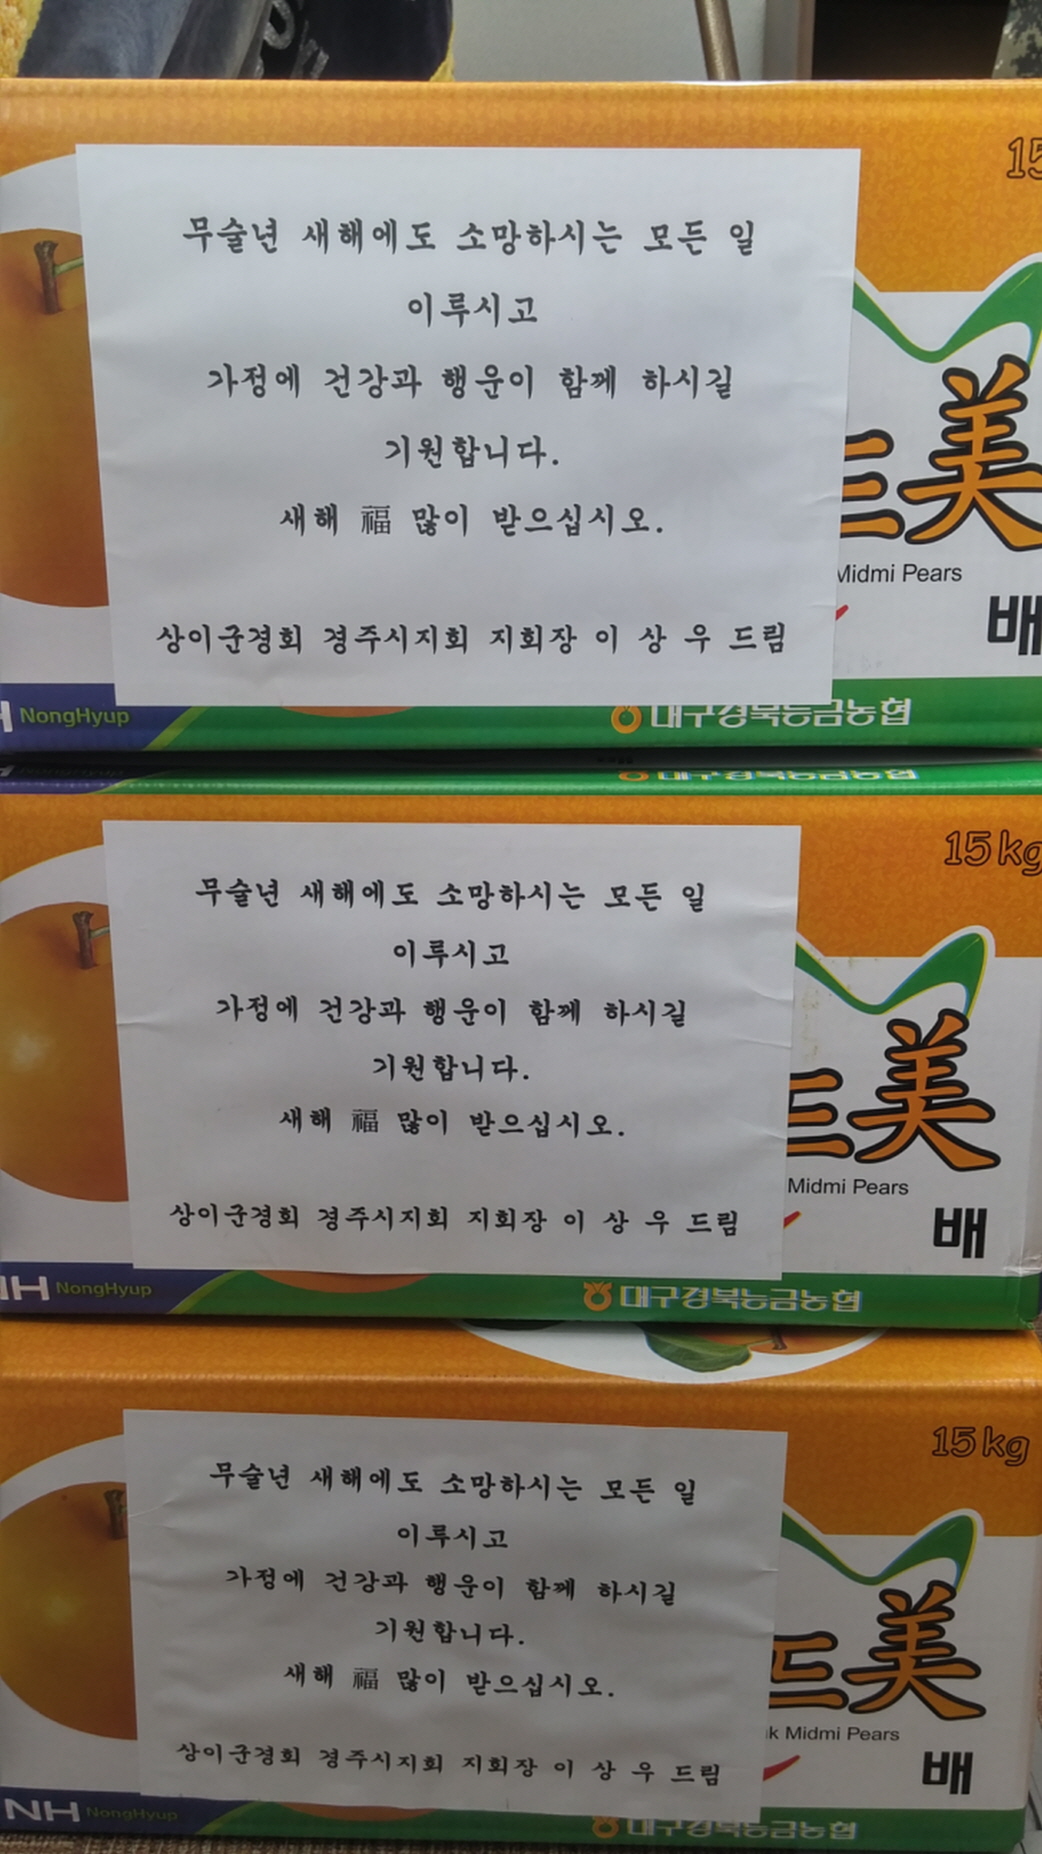 15
무술년 새해에도 소망하시는 모든 일
이루시고
가정에 건강과 행운이 함께 하시길
기원합니다.
새해 福 많이 받으십시오.
상이군경회 경주시지회 지회장 이 상 우 드림
드美
Midmi Pears
배
NongHyup
대구경북능금농협
NongHyup
대구경북능금농협
15kg
무술년 새해에도 소망하시는 모든 일
이루시고
가정에 건강과 행운이 함께 하시길
기원합니다.
새해 福 많이 받으십시오.
상이군경회 경주시지회 지회장 이 상 우 드림
드美
Midmi Pears
배
NH NongHyup
대구경북능금농협
15kg
무술년 새해에도 소망하시는 모든 일
이루시고
가정에 건강과 행운이 함께 하시길
기원합니다.
새해 福 많이 받으십시오.
상이군경회 경주시지회 지회장 이 상 우 드림
드美
Midmi Pears
배
NH NongHyup
대구경북능금농협